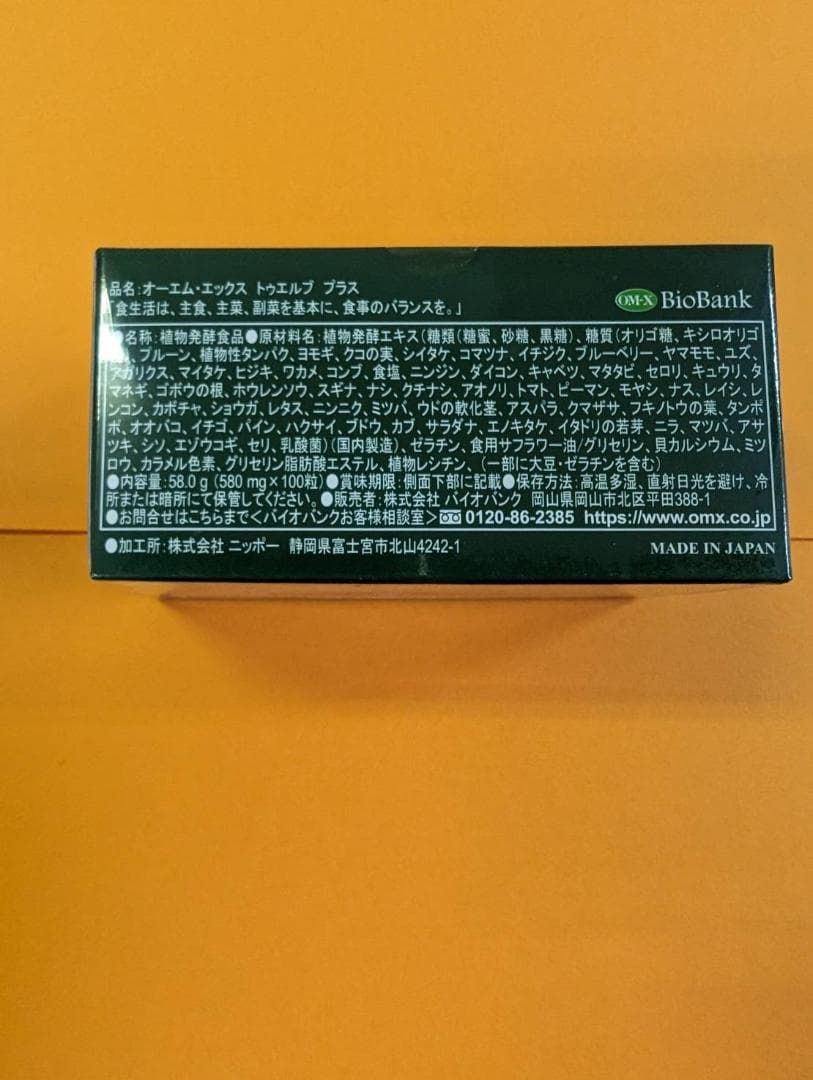 品名:オーエム・エックス トゥエルブ プラス
「食生活は、主食、主菜、副菜を基本に、食事のバランスを。」
OM-X BioBank
●名称:植物発酵食品●原材料名:植物発酵エキス(糖類(糖蜜、砂糖、黒糖)、糖質(オリゴ糖、キシロオリゴ
、プルーン、植物性タンパク、ヨモギ、クコの実、シイタケ、コマツナ、イチジク、ブルーベリー、ヤマモモ、ユズ、
アガリクス、マイタケ、ヒジキ、ワカメ、コンブ、食塩、ニンジン、ダイコン、キャベツ、マタタビ、セロリ、キュウリ、タ
マネギ、ゴボウの根、ホウレンソウ、スギナ、ナシ、クチナシ、アオノリ、トマト、ピーマン、モヤシ、ナス、レイシ、レ
ンコン、カボチャ、ショウガ、レタス、ニンニク、ミツバ、ウドの軟化茎、アスパラ、クマザサ、フキノトウの葉、タンポ
ポ、オオバコ、イチゴ、パイン、ハクサイ、ブドウ、カブ、サラダナ、エノキタケ、イタドリの若芽、ニラ、マツバ、アサ
ツキ、シソ、エゾウコギ、セリ、乳酸菌)(国内製造)、ゼラチン、食用サフラワー油/グリセリン、貝カルシウム、ミツ
ロウ、カラメル色素、グリセリン脂肪酸エステル、植物レシチン、(一部に大豆・ゼラチンを含む)
●内容量:58.0g(580mg×100粒)●賞味期限:側面下部に記載●保存方法:高温多湿、直射日光を避け、冷
所または暗所にて保管してください。●販売者:株式会社 バイオバンク 岡山県岡山市北区平田388-1
●お問合せはこちらまで<バイオバンクお客様相談室> 0120-86-2385 https://www.omx.co.jp
●加工所:株式会社 ニッポー 静岡県富士宮市北山4242-1
MADE IN JAPAN